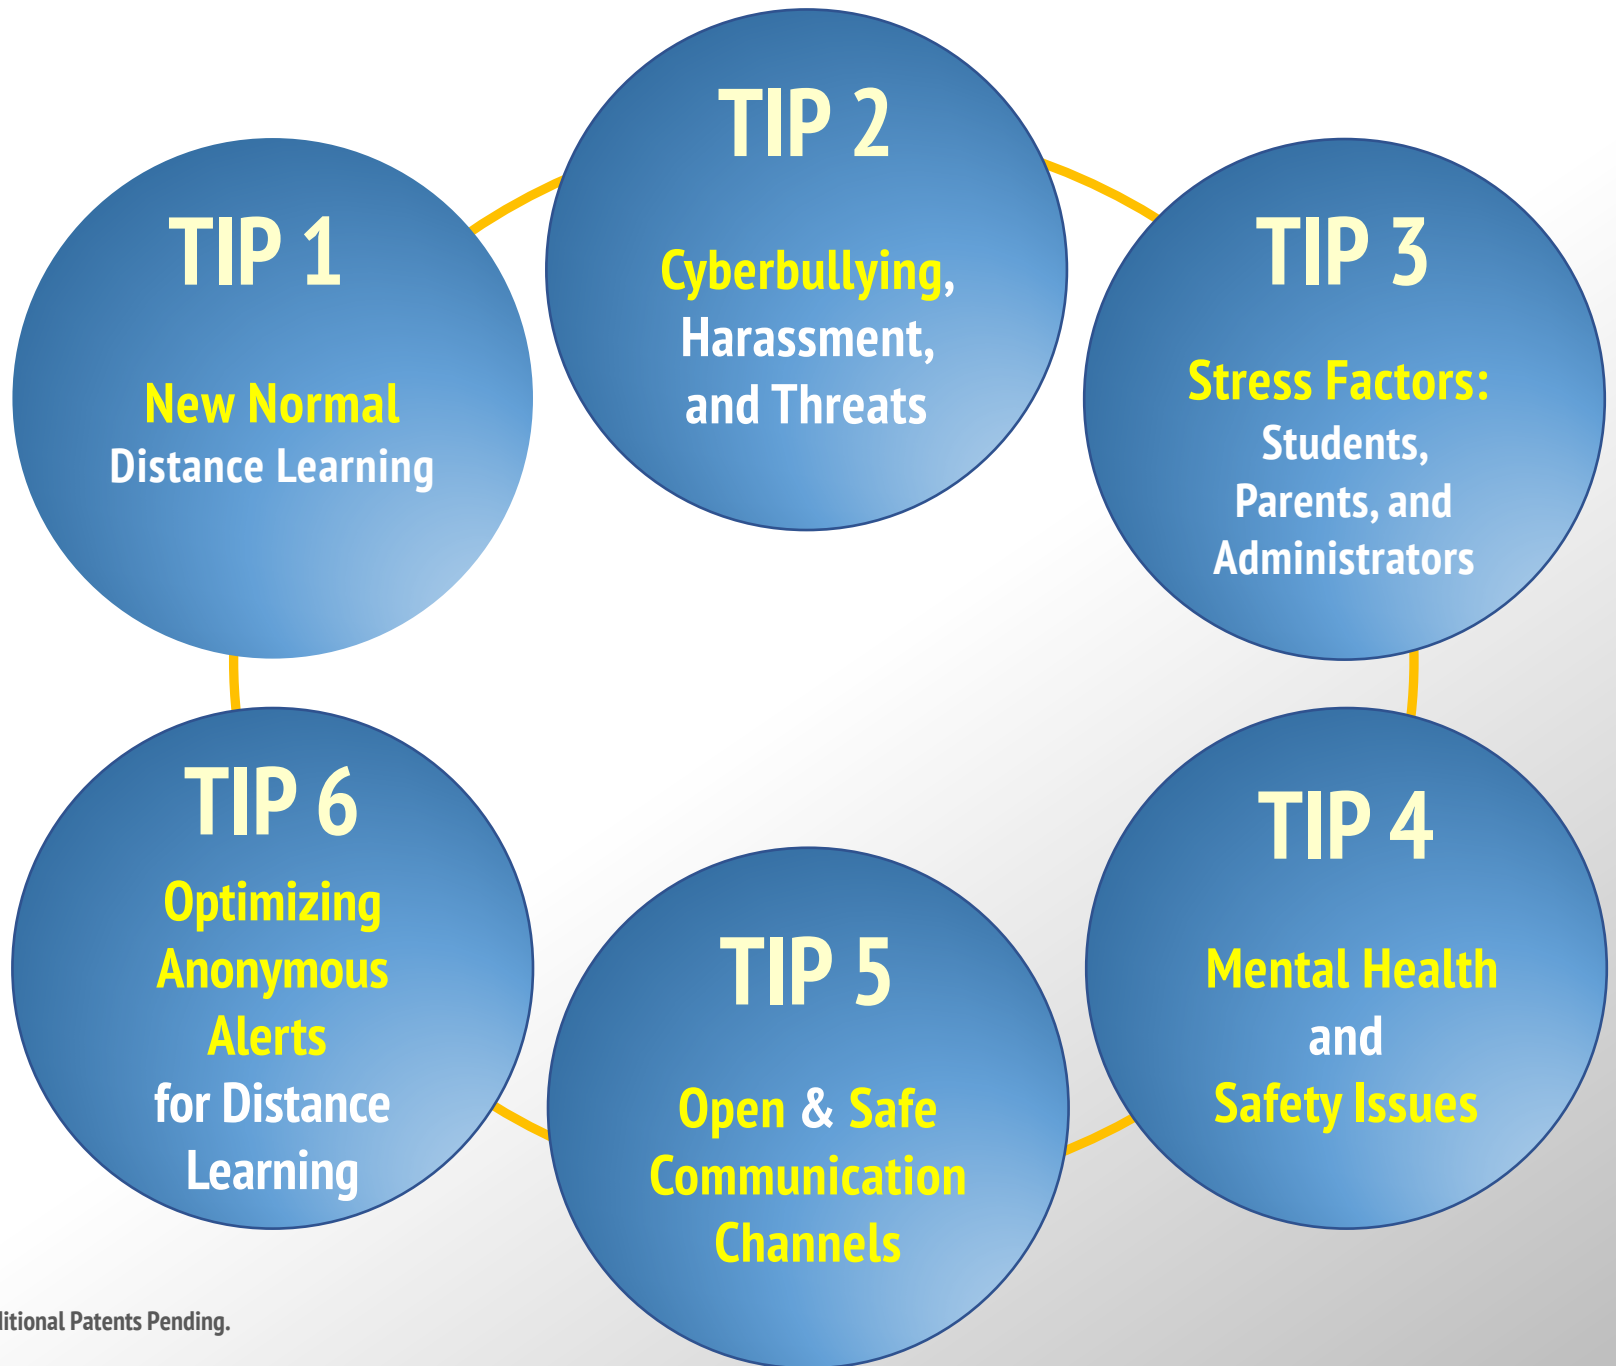 TIP 1
New Normal
Distance Learning
TIP 2
Cyberbullying,
Harassment,
and Threats
TIP 3
Stress Factors:
Students,
Parents, and
Administrators
TIP 4
Mental Health
and
Safety Issues
TIP 5
Open & Safe
Communication
Channels
TIP 6
Optimizing
Anonymous
Alerts
for Distance
Learning
Patents Pending.